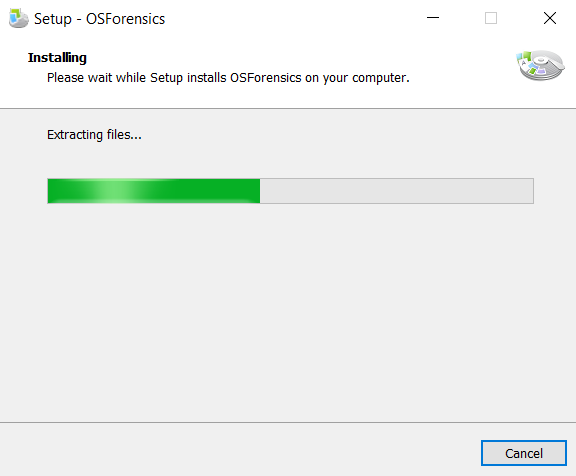 Setup - OSForensics
Installing
Please wait while Setup installs OSForensics on your computer.
Extracting files...
Cancel